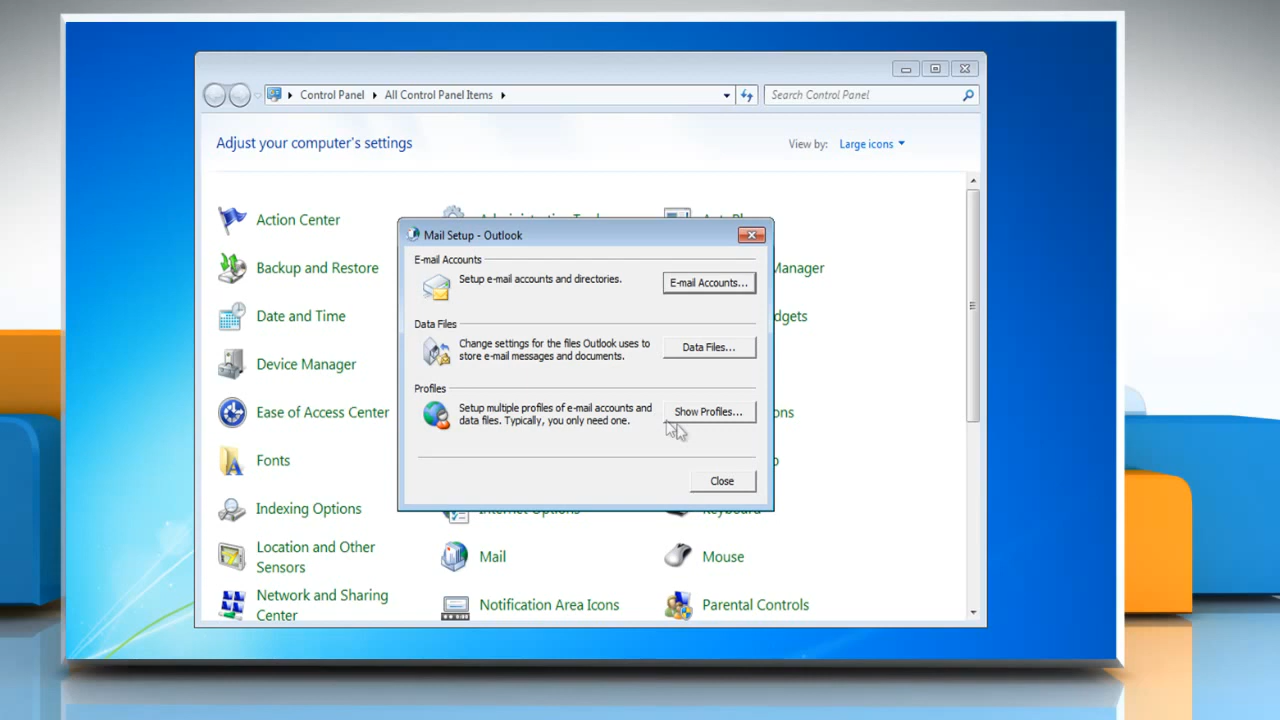 Control Panel
All Control Panel Items
Search Control Panel
Adjust your computer's settings
View by:
Large icons
Action Center
Backup and Restore
Manager
Date and Time
Device Manager
Ease of Access Center
Fonts
Indexing Options
Internet Options
Keyboard
Location and Other
Sensors
Mail
Mouse
Network and Sharing
Center
Notification Area Icons
Parental Controls
Mail Setup - Outlook
E-mail Accounts
Setup e-mail accounts and directories.
E-mail Accounts...
Data Files
Change settings for the files Outlook uses to
store e-mail messages and documents.
Data Files...
Profiles
Setup multiple profiles of e-mail accounts and
data files. Typically, you only need one.
Show Profiles...
Close